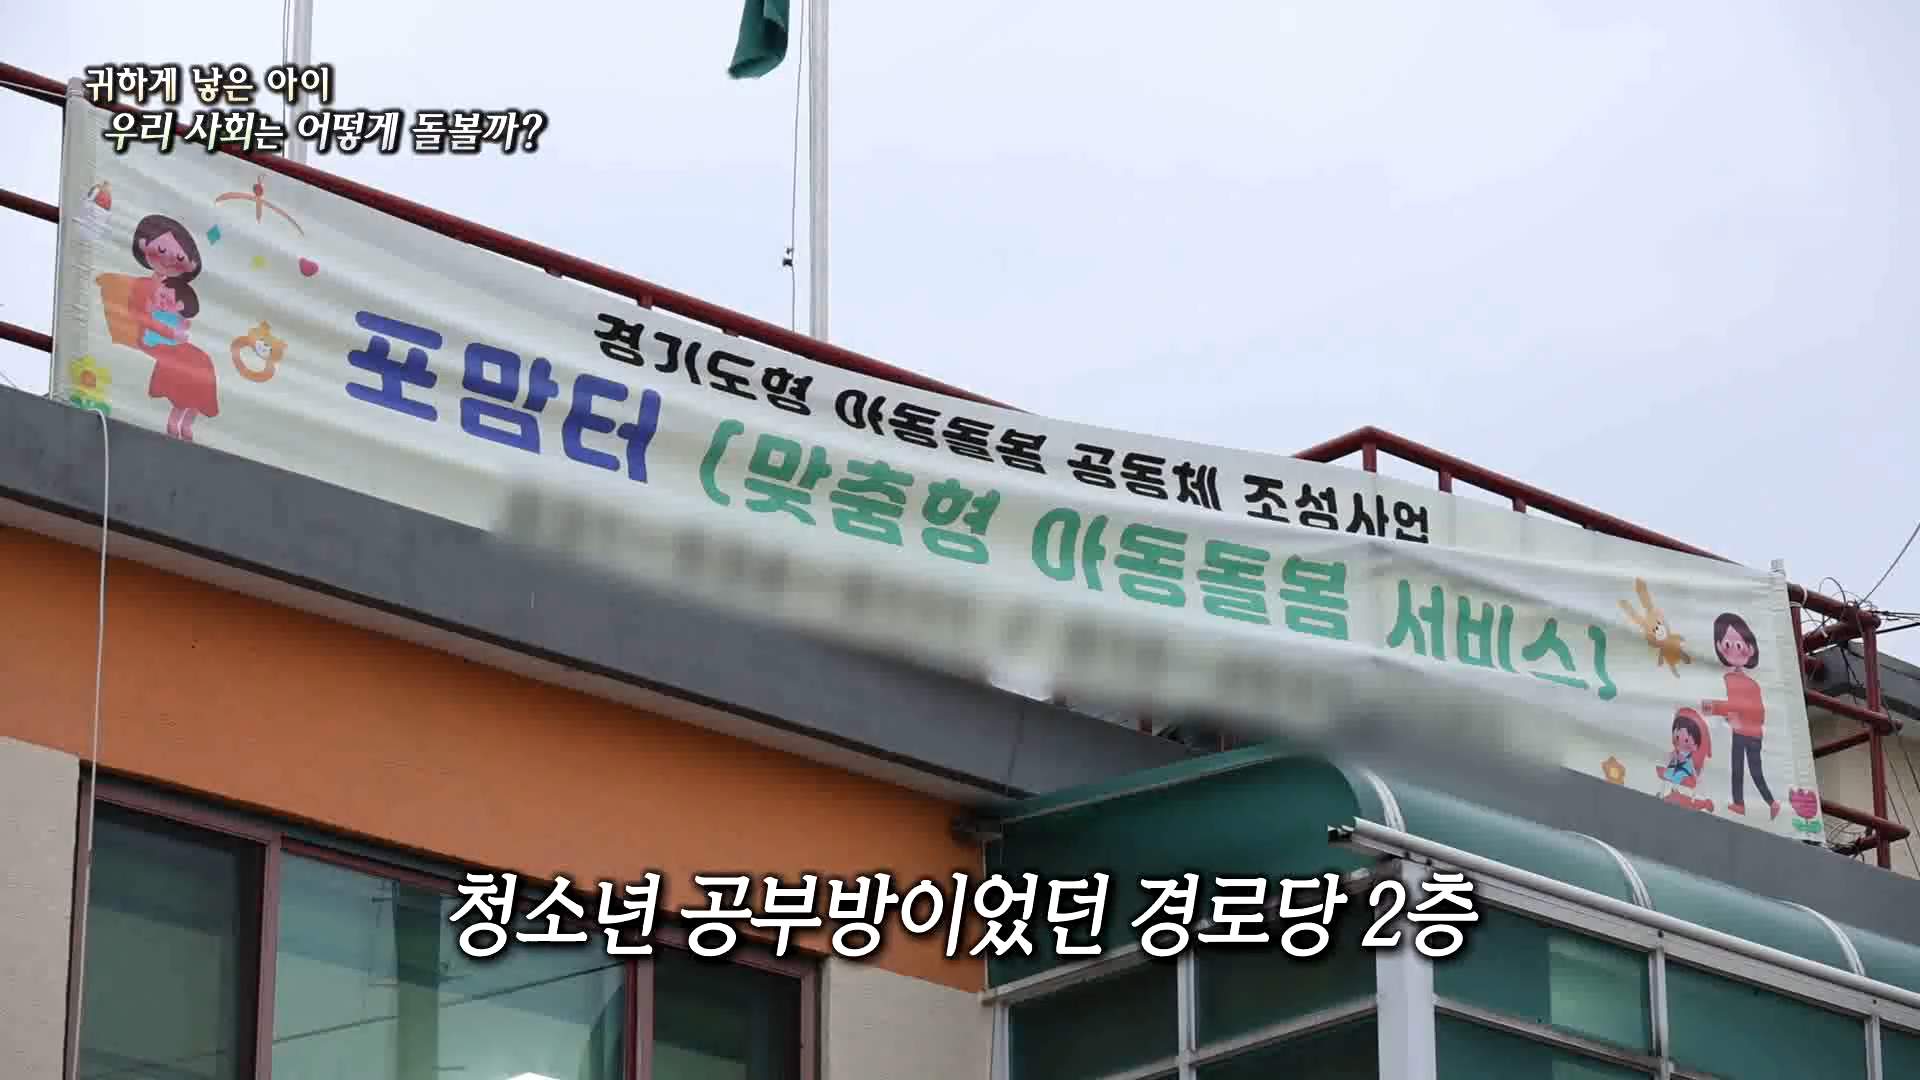 귀하게 낳은 아이
우리 사회는 어떻게 돌볼까?
경기도형 아동돌봄 공동체 조성사업
포맘터 (맞춤형 아동돌봄 서비스)
청소년 공부방이었던 경로당 2층